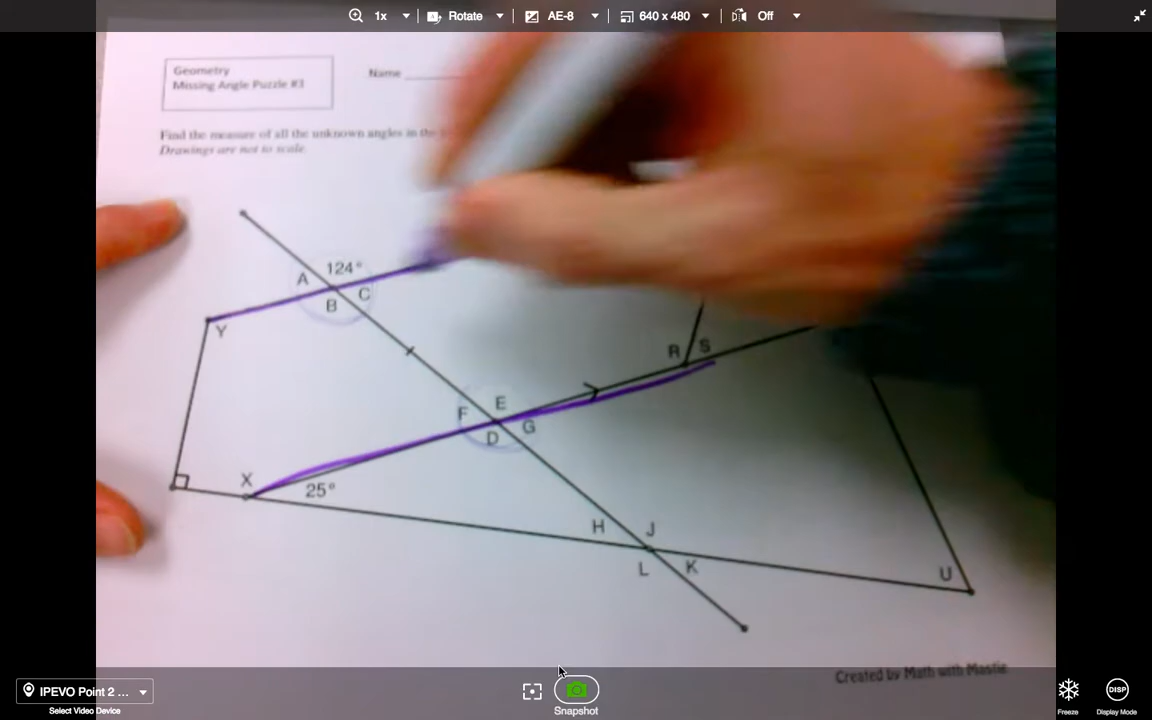 1x Rotate AE-8 640 x 480 Off
Geometry
Missing Angle Puzzle #3
Name
Find the measure of all the unknown angles in the
Drawings are not to scale
A 124°
B C
Y
R S
F E
D G
X
25°
H J
L K
U
Created by Math with Mastie
IPEVO Point 2 ...
Select Video Device
Snapshot
Freeze
DISP
Display Mode